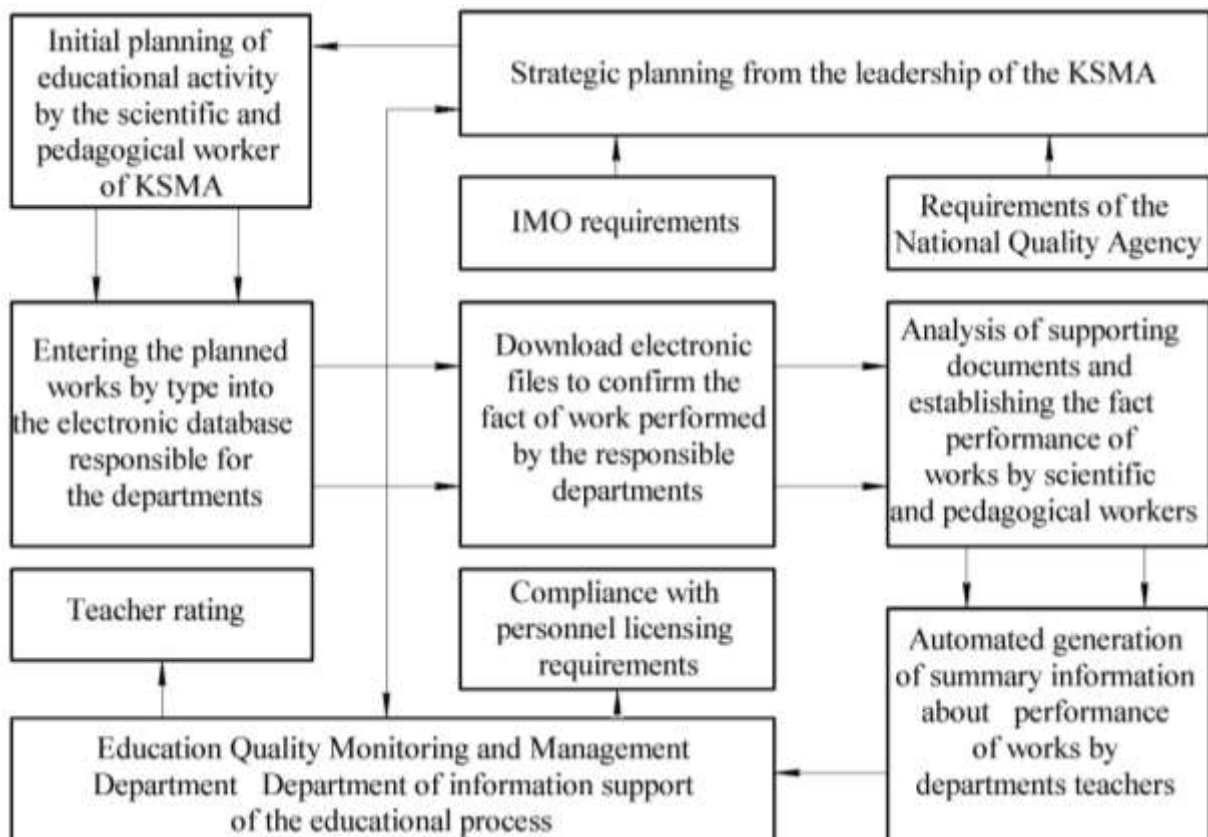 Initial planning of
educational activity
by the scientific and
pedagogical worker
of KSMA
Strategic planning from the leadership of the KSMA
IMO requirements
Requirements of the
National Quality Agency
Entering the planned
works by type into
the electronic database
responsible for
the departments
Download electronic
files to confirm the
fact of work performed
by the responsible
departments
Analysis of supporting
documents and
establishing the fact
performance of
works by scientific
and pedagogical workers
Teacher rating
Compliance with
personnel licensing
requirements
Automated generation
of summary information
about performance
of works by
departments teachers
Education Quality Monitoring and Management
Department Department of information support
of the educational process